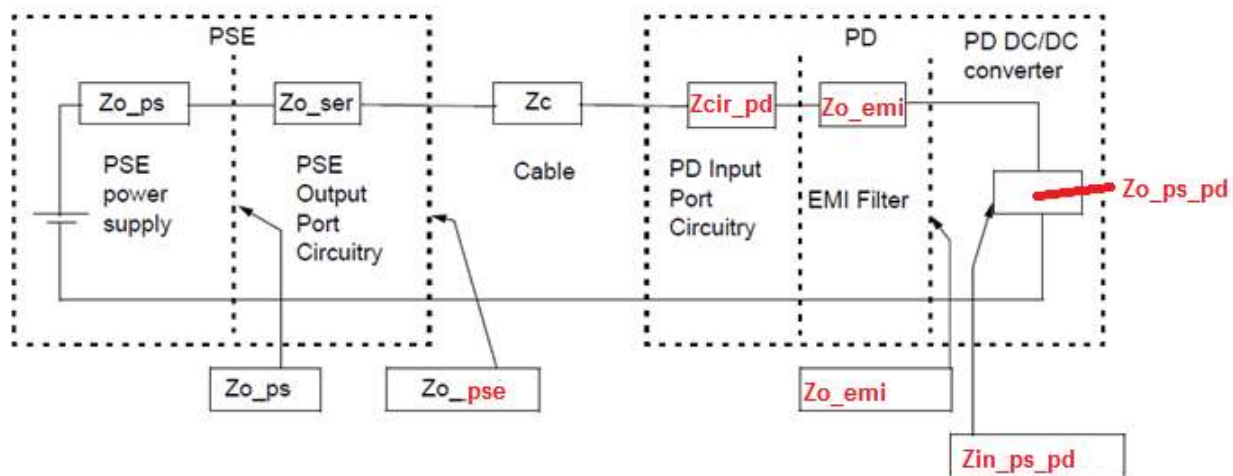 PSE
PD
PD DC/DC
converter
Zo_ps
Zo_ser
Zc
Zcir_pd
Zo_emi
PSE
power
supply
PSE
Output
Port
Circuitry
Cable
PD Input
Port
Circuitry
EMI Filter
Zo_ps_pd
Zo_ps
Zo_pse
Zo_emi
Zin_ps_pd